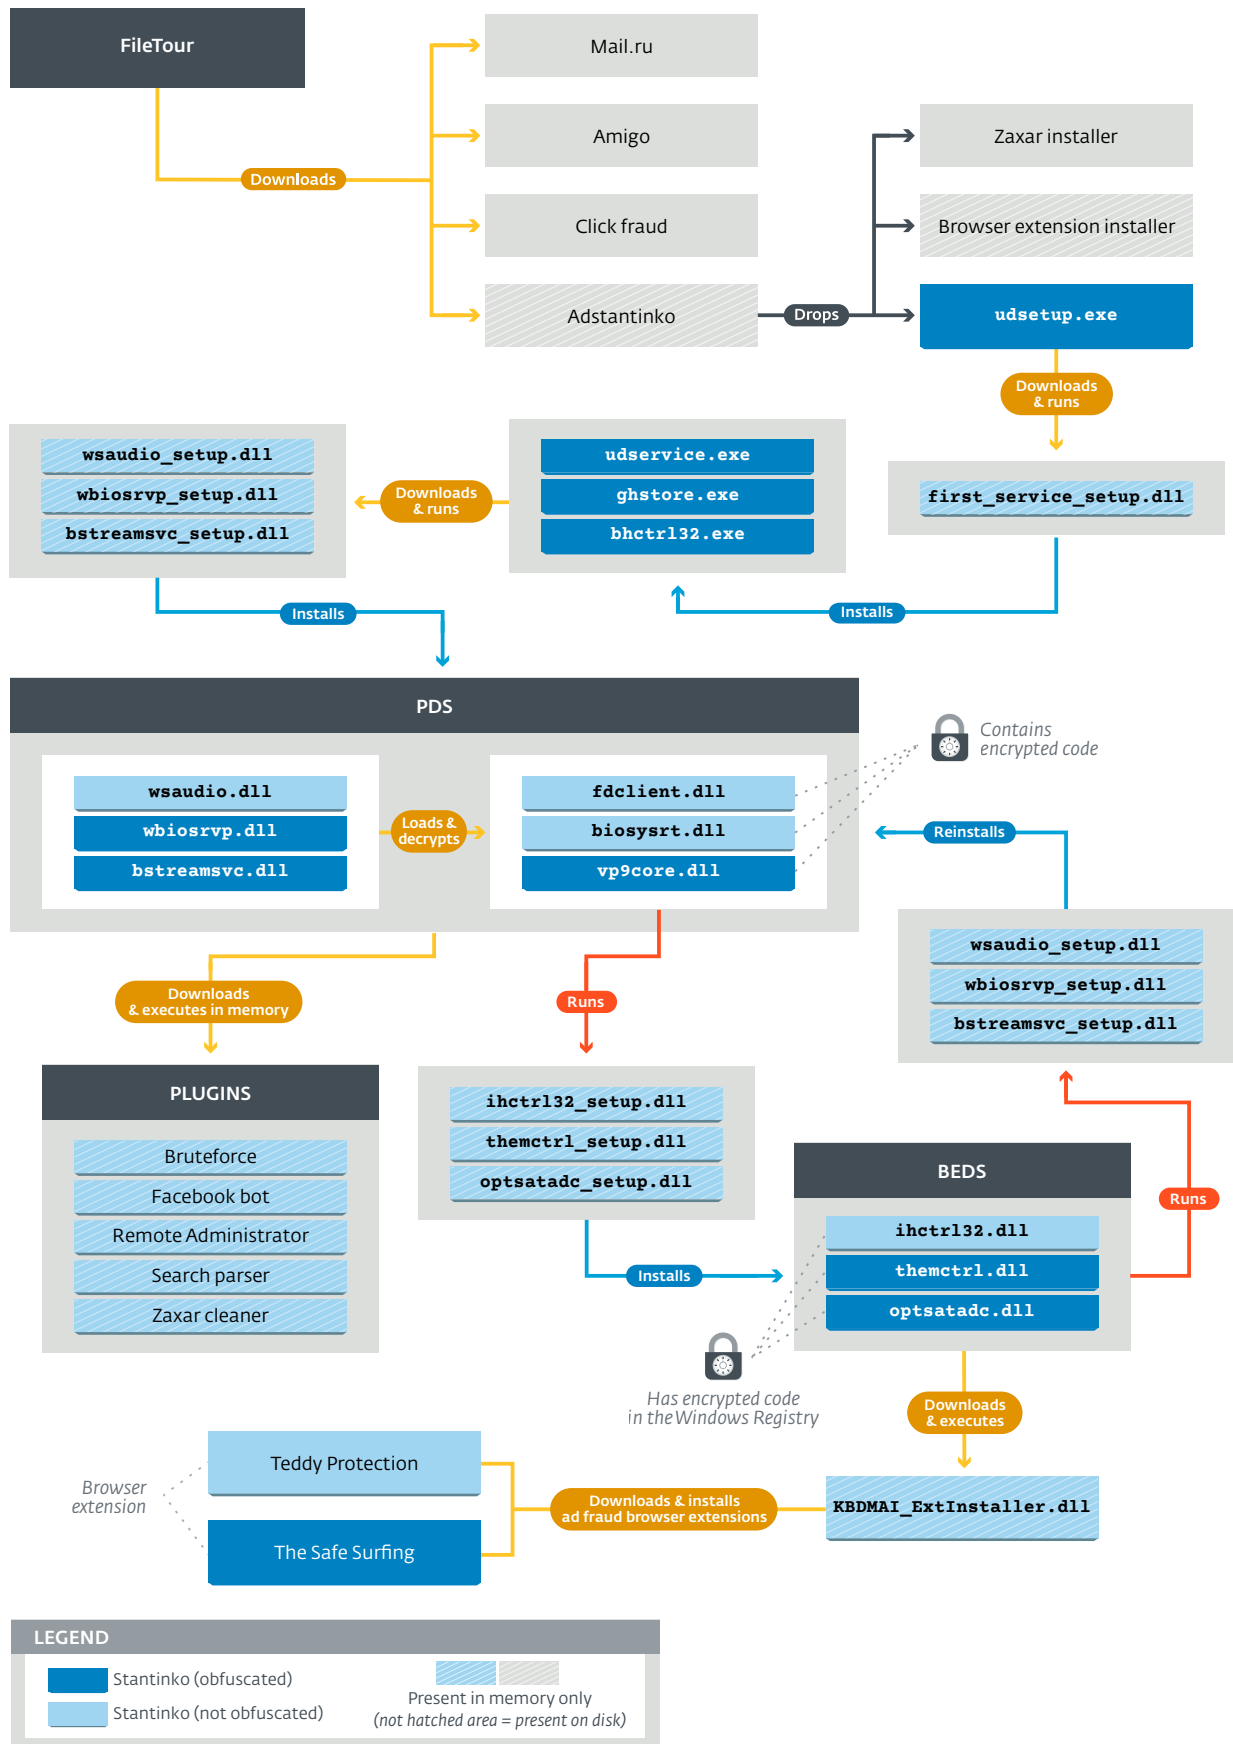 FileTour
Downloads
Mail.ru
Amigo
Click fraud
Adstantinko
Drops
Zaxar installer
Browser extension installer
udsetup.exe
Downloads
& runs
first_service_setup.dll
Installs
udservice.exe
ghstore.exe
bhctrl32.exe
Downloads
& runs
wsaudio_setup.dll
wbiosrvp_setup.dll
bstreamsvc_setup.dll
Installs
PDS
wsaudio.dll
wbiosrvp.dll
bstreamsvc.dll
Loads &
decrypts
fdclient.dll
biosysrt.dll
vp9core.dll
Contains
encrypted code
Reinstalls
wsaudio_setup.dll
wbiosrvp_setup.dll
bstreamsvc_setup.dll
Downloads
& executes in memory
Runs
PLUGINS
Bruteforce
Facebook bot
Remote Administrator
Search parser
Zaxar cleaner
ihctrl32_setup.dll
themctrl_setup.dll
optsatadc_setup.dll
Installs
BEDS
ihctrl32.dll
themctrl.dll
optsatadc.dll
Runs
Has encrypted code
in the Windows Registry
Downloads
& executes
KBDMAI_ExtInstaller.dll
Downloads & installs
ad fraud browser extensions
Teddy Protection
The Safe Surfing
Browser
extension
LEGEND
Stantinko (obfuscated)
Stantinko (not obfuscated)
Present in memory only
(not hatched area = present on disk)